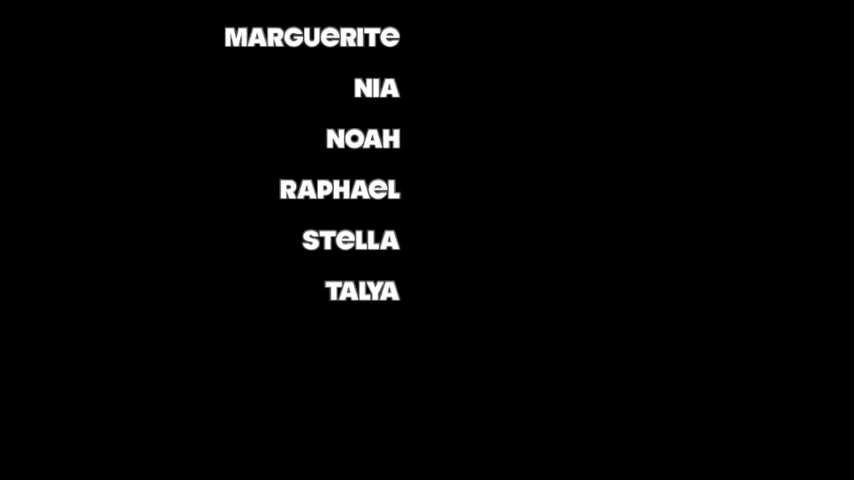 MARGUeRITe
NIA
NOAH
RAPHAeL
STeLLA
TALYA